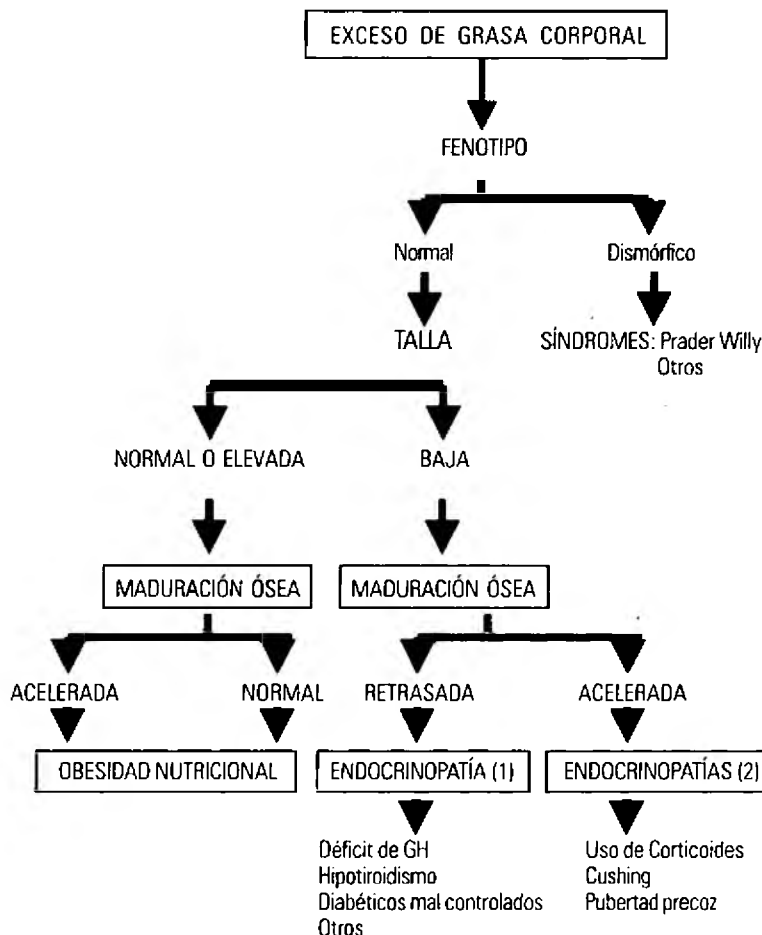 EXCESO DE GRASA CORPORAL
FENOTIPO
Normal
Dismórfico
TALLA
SÍNDROMES: Prader Willy
Otros
NORMAL O ELEVADA
BAJA
MADURACIÓN ÓSEA
MADURACIÓN ÓSEA
ACELERADA
NORMAL
RETRASADA
ACELERADA
OBESIDAD NUTRICIONAL
ENDOCRINOPATÍA (1)
ENDOCRINOPATÍAS (2)
Déficit de GH
Hipotiroidismo
Diabéticos mal controlados
Otros
Uso de Corticoides
Cushing
Pubertad precoz